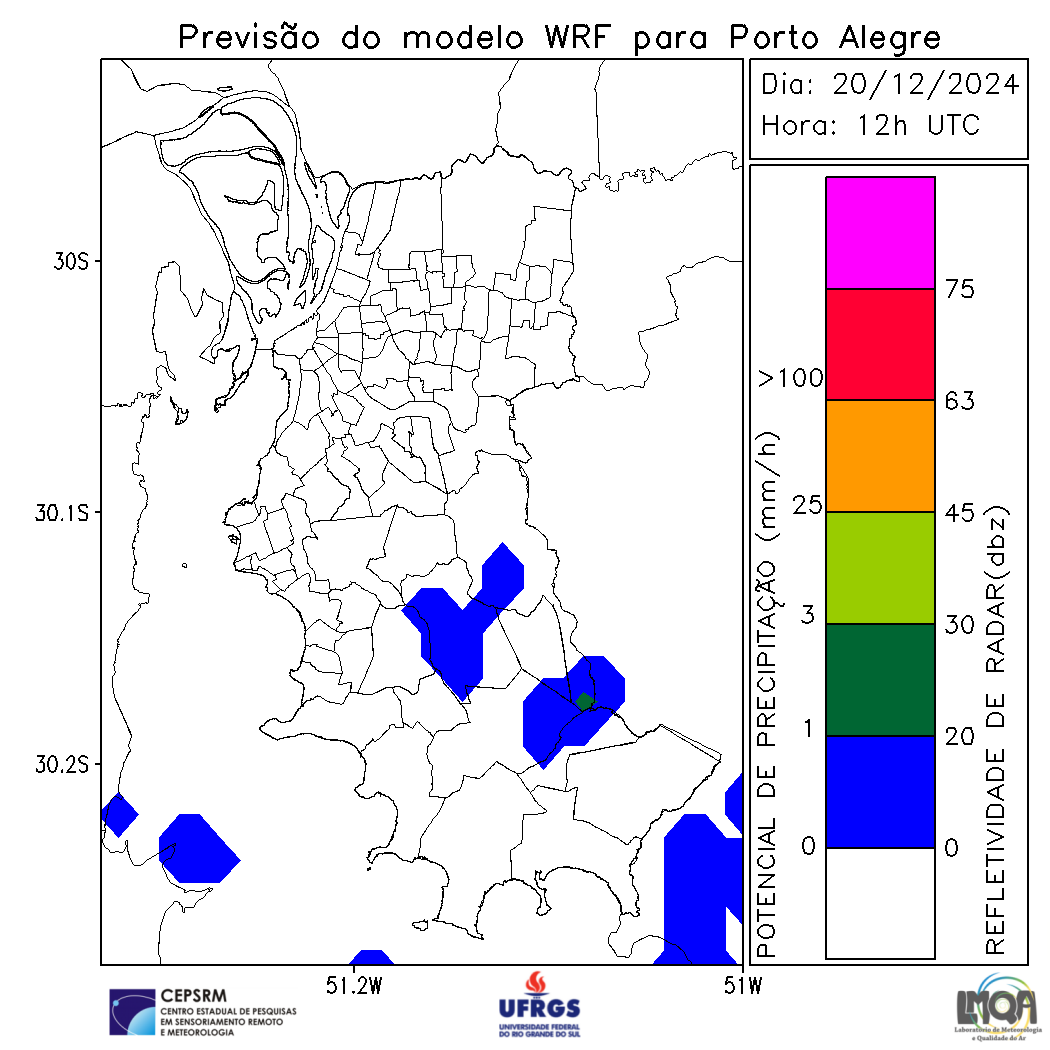 Previsão do modelo WRF para Porto Alegre
Dia: 20/12/2024
Hora: 12h UTC
30S
30.1S
30.2S
51.2W
51W
POTENCIAL DE PRECIPITAÇÃO (mm/h)
>100
25
3
1
0
75
63
45
30
20
0
REFLETIVIDADE DE RADAR(dbz)
CEPSRM
CENTRO ESTADUAL DE PESQUISAS
EM SENSORIAMENTO REMOTO
E METEOROLOGIA
UFRGS
UNIVERSIDADE FEDERAL
DO RIO GRANDE DO SUL
LMQA
Laboratório de Meteorologia
e Qualidade do Ar